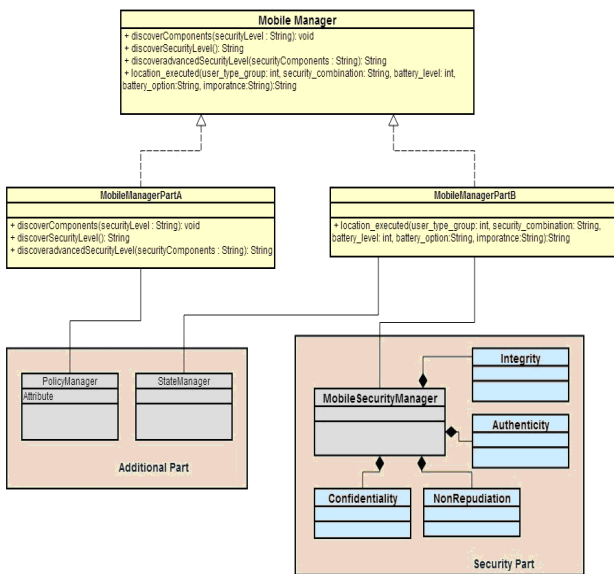 Mobile Manager
+ discoverComponents(securityLevel : String): void
+ discoverSecurityLevel(): String
+ discoveradvancedSecurityLevel(securityComponents : String): String
+ location_executed(user_type_group: int, security_combination: String, battery_level: int,
battery_option:String, imporatnce:String):String
MobileManagerPartA
+ discoverComponents(securityLevel : String): void
+ discoverSecurityLevel(): String
+ discoveradvancedSecurityLevel(securityComponents : String): String
MobileManagerPartB
+ location_executed(user_type_group: int, security_combination: String,
battery_level: int, battery_option:String, imporatnce:String):String
PolicyManager
Attribute
StateManager
Additional Part
MobileSecurityManager
Integrity
Authenticity
Confidentiality
NonRepudiation
Security Part